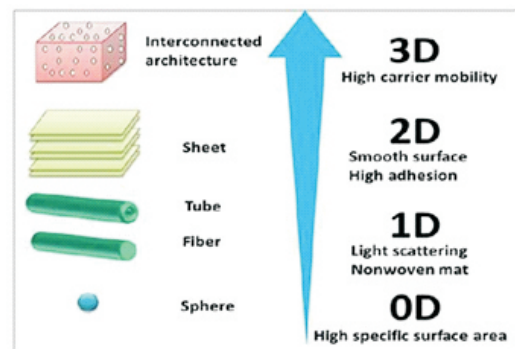 Interconnected
architecture
3D
High carrier mobility
Sheet
2D
Smooth surface
High adhesion
Tube
Fiber
1D
Light scattering
Nonwoven mat
Sphere
0D
High specific surface area